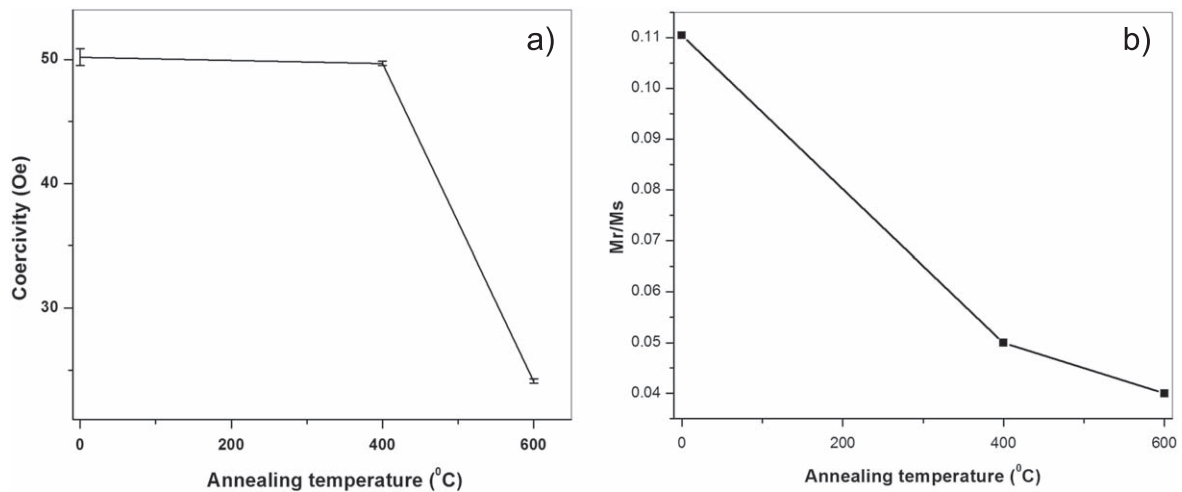 a)
50
40
30
Coercivity (Oe)
0 200 400 600
Annealing temperature (⁰C)
b)
0.11
0.10
0.09
0.08
0.07
0.06
0.05
0.04
Mr/Ms
0 200 400 600
Annealing temperature (⁰C)